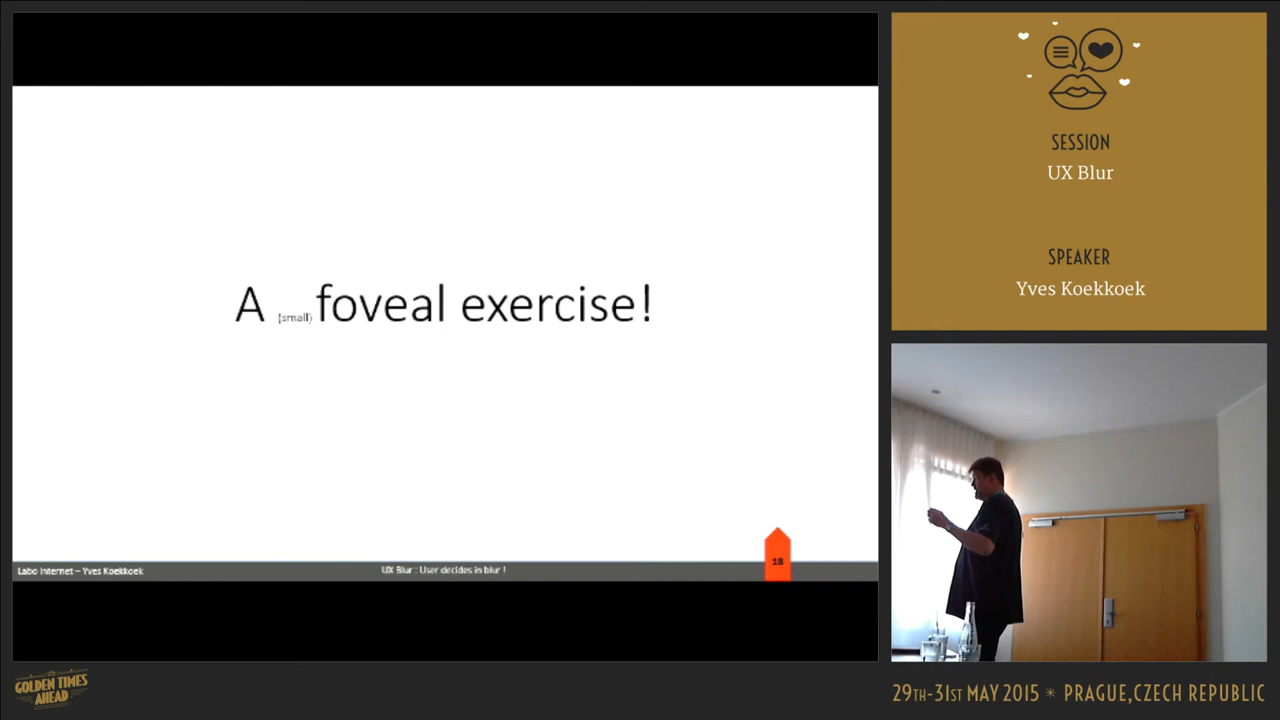 A (small) foveal exercise!
Labo Internet – Yves Koekkoek
UX Blur : User decides in blur !
18
SESSION
UX Blur
SPEAKER
Yves Koekkoek
GOLDEN TIMES
AHEAD
29TH-31ST MAY 2015 * PRAGUE, CZECH REPUBLIC